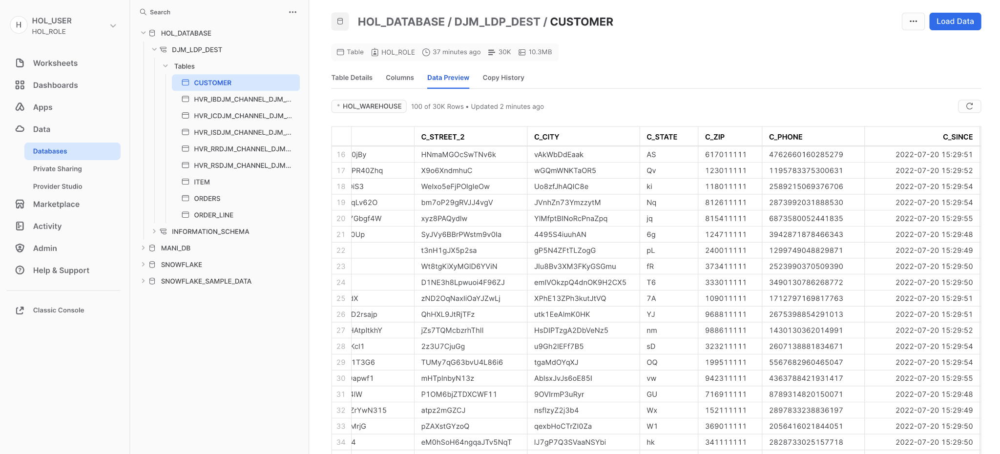 H
HOL_USER
HOL_ROLE
Worksheets
Dashboards
Apps
Data
Databases
Private Sharing
Provider Studio
Marketplace
Activity
Admin
Help & Support
Classic Console
Search
HOL_DATABASE
DJM_LDP_DEST
Tables
CUSTOMER
HVR_IBDJM_CHANNEL_DJM_...
HVR_ICDJM_CHANNEL_DJM_...
HVR_ISDJM_CHANNEL_DJM_...
HVR_RRDJM_CHANNEL_DJM...
HVR_RSDJM_CHANNEL_DJM...
ITEM
ORDERS
ORDER_LINE
INFORMATION_SCHEMA
MANI_DB
SNOWFLAKE
SNOWFLAKE_SAMPLE_DATA
HOL_DATABASE / DJM_LDP_DEST / CUSTOMER
Load Data
Table HOL_ROLE 37 minutes ago 30K 10.3MB
Table Details Columns Data Preview Copy History
HOL_WAREHOUSE 100 of 30K Rows • Updated 2 minutes ago
C_STREET_2 C_CITY C_STATE C_ZIP C_PHONE C_SINCE
16 0jBy HNmaMGOcSwTNv6k vAkWbDdEaak AS 617011111 4762660160285279 2022-07-20 15:29:51
17 PR40Zhq X9o6XndmhuC wGQmWNKTaOR5 Qv 123011111 1195783375300631 2022-07-20 15:29:52
18 iS3 WeIxo5eFjPOIgIeOw Uo8zfJhAQIC8e ki 118011111 2589215069376706 2022-07-20 15:29:54
19 qLv62O bm7oP29gRVJJ4vgV JVnhZn73YmzzytM Nq 812611111 2873992031888530 2022-07-20 15:29:54
20 7Gbgf4W xyz8PAQydlw YlMfptBINoRcPnaZpq jq 815411111 6873580052441835 2022-07-20 15:29:55
21 0Up SyJVy6BBrPWstm9v0Ia 4495S4iuuhAN 6g 124711111 3942871878466343 2022-07-20 15:29:48
22 t3nH1gJX5p2sa gP5N4ZFtTLZogG pL 240011111 1299749048829871 2022-07-20 15:29:49
23 Wt8tgKiXyMGlD6YViN Jlu8Bv3XM3FKyGSGmu fR 373411111 2523990370509390 2022-07-20 15:29:50
24 D1NE3h8Lpwuoi4F96ZJ emlVOkzpQ4dnOK9H2CX5 T6 333011111 3490130786268772 2022-07-20 15:29:50
25 dX zND2OqNaxIiOaYJZwLj XPhE13ZPh3kutJtVQ 7A 109011111 1712797169817763 2022-07-20 15:29:51
26 D2rsajp QhHXL9JtRjTFz utk1EeAlmK0HK YJ 968811111 2675398854291013 2022-07-20 15:29:51
27 HAtpItkhY jZs7TQMcbzrhThIl HsDIPTzgA2DbVeNz5 nm 988611111 1430130362014991 2022-07-20 15:29:52
28 KcI1 2z3U7CjuGg u9Gh2lEFf7B5 sD 323211111 2607138881834671 2022-07-20 15:29:54
29 1T3G6 TUMy7qG63bvU4L86i6 tgaMdOYqXJ OQ 199511111 5567682960465047 2022-07-20 15:29:54
30 apwf1 mHTplnbyN13z AblsxJvJs6oE85I vw 942311111 4363788421931417 2022-07-20 15:29:55
31 4lW P1OM6bjZTDXCWF11 9OVIrmP3uRyr GU 716911111 8789314820150071 2022-07-20 15:29:48
32 ZrYwN315 atpz2mGZCJ nsflzyZ2j3b4 Wx 152111111 2897833238836197 2022-07-20 15:29:49
33 MrjG pZAXstGYzoQ qexbHoCTrZI0Za W1 369011111 2056416021844051 2022-07-20 15:29:50
34 4 eM0hSoH64ngqaJTv5NqT lJ7gP7Q3SVaaNSYbi hk 341111111 2828733025157718 2022-07-20 15:29:50